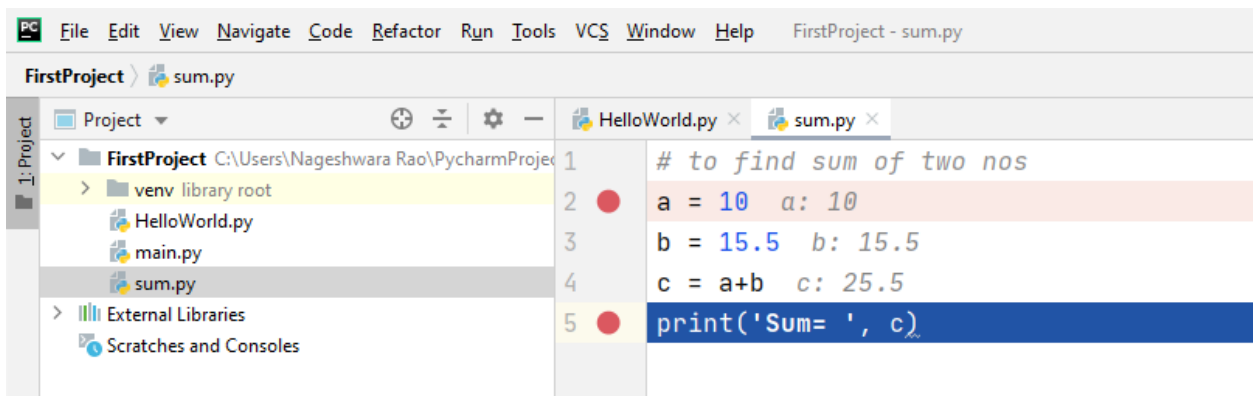 PC File Edit View Navigate Code Refactor Run Tools VCS Window Help FirstProject - sum.py
FirstProject sum.py
1: Project
Project
HelloWorld.py
sum.py
FirstProject C:\Users\Nageshwara Rao\PycharmProjec
venv library root
HelloWorld.py
main.py
sum.py
External Libraries
Scratches and Consoles
1 # to find sum of two nos
2 a = 10 a: 10
3 b = 15.5 b: 15.5
4 c = a+b c: 25.5
5 print('Sum= ', c)